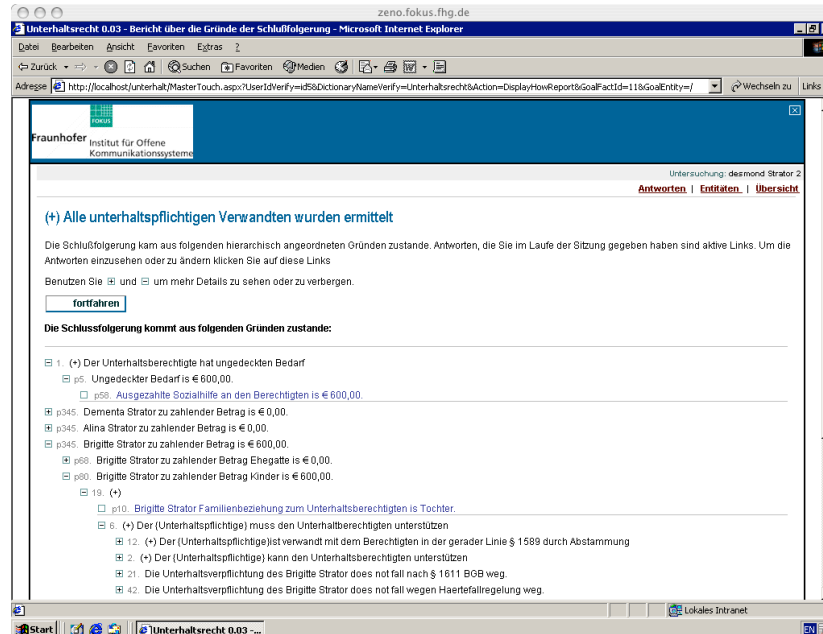 zeno.fokus.fhg.de
Unterhaltsrecht 0.03 - Bericht über die Gründe der Schlußfolgerung - Microsoft Internet Explorer
Datei Bearbeiten Ansicht Favoriten Extras ?
Zurück Suchen Favoriten Medien
Adresse http://localhost/unterhalt/MasterTouch.aspx?UserIdVerify=id5&DictionaryNameVerify=Unterhaltsrecht&Action=DisplayHowReport&GoalFactId=11&GoalEntity=/ Wechseln zu Links
FOKUS
Fraunhofer Institut für Offene
Kommunikationssysteme
Untersuchung: desmond Strator 2
Antworten | Entitäten | Übersicht
(+) Alle unterhaltspflichtigen Verwandten wurden ermittelt
Die Schlußfolgerung kam aus folgenden hierarchisch angeordneten Gründen zustande. Antworten, die Sie im Laufe der Sitzung gegeben haben sind aktive Links. Um die
Antworten einzusehen oder zu ändern klicken Sie auf diese Links
Benutzen Sie + und - um mehr Details zu sehen oder zu verbergen.
fortfahren
Die Schlussfolgerung kommt aus folgenden Gründen zustande:
1. (+) Der Unterhaltsberechtigte hat ungedeckten Bedarf
p5. Ungedeckter Bedarf is € 600,00.
p58. Ausgezahlte Sozialhilfe an den Berechtigten is € 600,00.
p345. Dementa Strator zu zahlender Betrag is € 0,00.
p345. Alina Strator zu zahlender Betrag is € 0,00.
p345. Brigitte Strator zu zahlender Betrag is € 600,00.
p68. Brigitte Strator zu zahlender Betrag Ehegatte is € 0,00.
p80. Brigitte Strator zu zahlender Betrag Kinder is € 600,00.
19. (+)
p10. Brigitte Strator Familienbeziehung zum Unterhaltsberechtigten is Tochter.
6. (+) Der {Unterhaltspflichtige} muss den Unterhaltberechtigten unterstützen
12. (+) Der {Unterhaltspflichtige}ist verwandt mit dem Berechtigten in der gerader Linie § 1589 durch Abstammung
2. (+) Der {Unterhaltspflichtige} kann den Unterhaltsberechtigten unterstützen
21. Die Unterhaltsverpflichtung des Brigitte Strator does not fall nach § 1611 BGB weg.
42. Die Unterhaltsverpflichtung des Brigitte Strator does not fall wegen Haertefallregelung weg.
Lokales Intranet
Start Unterhaltsrecht 0.03 -... EN